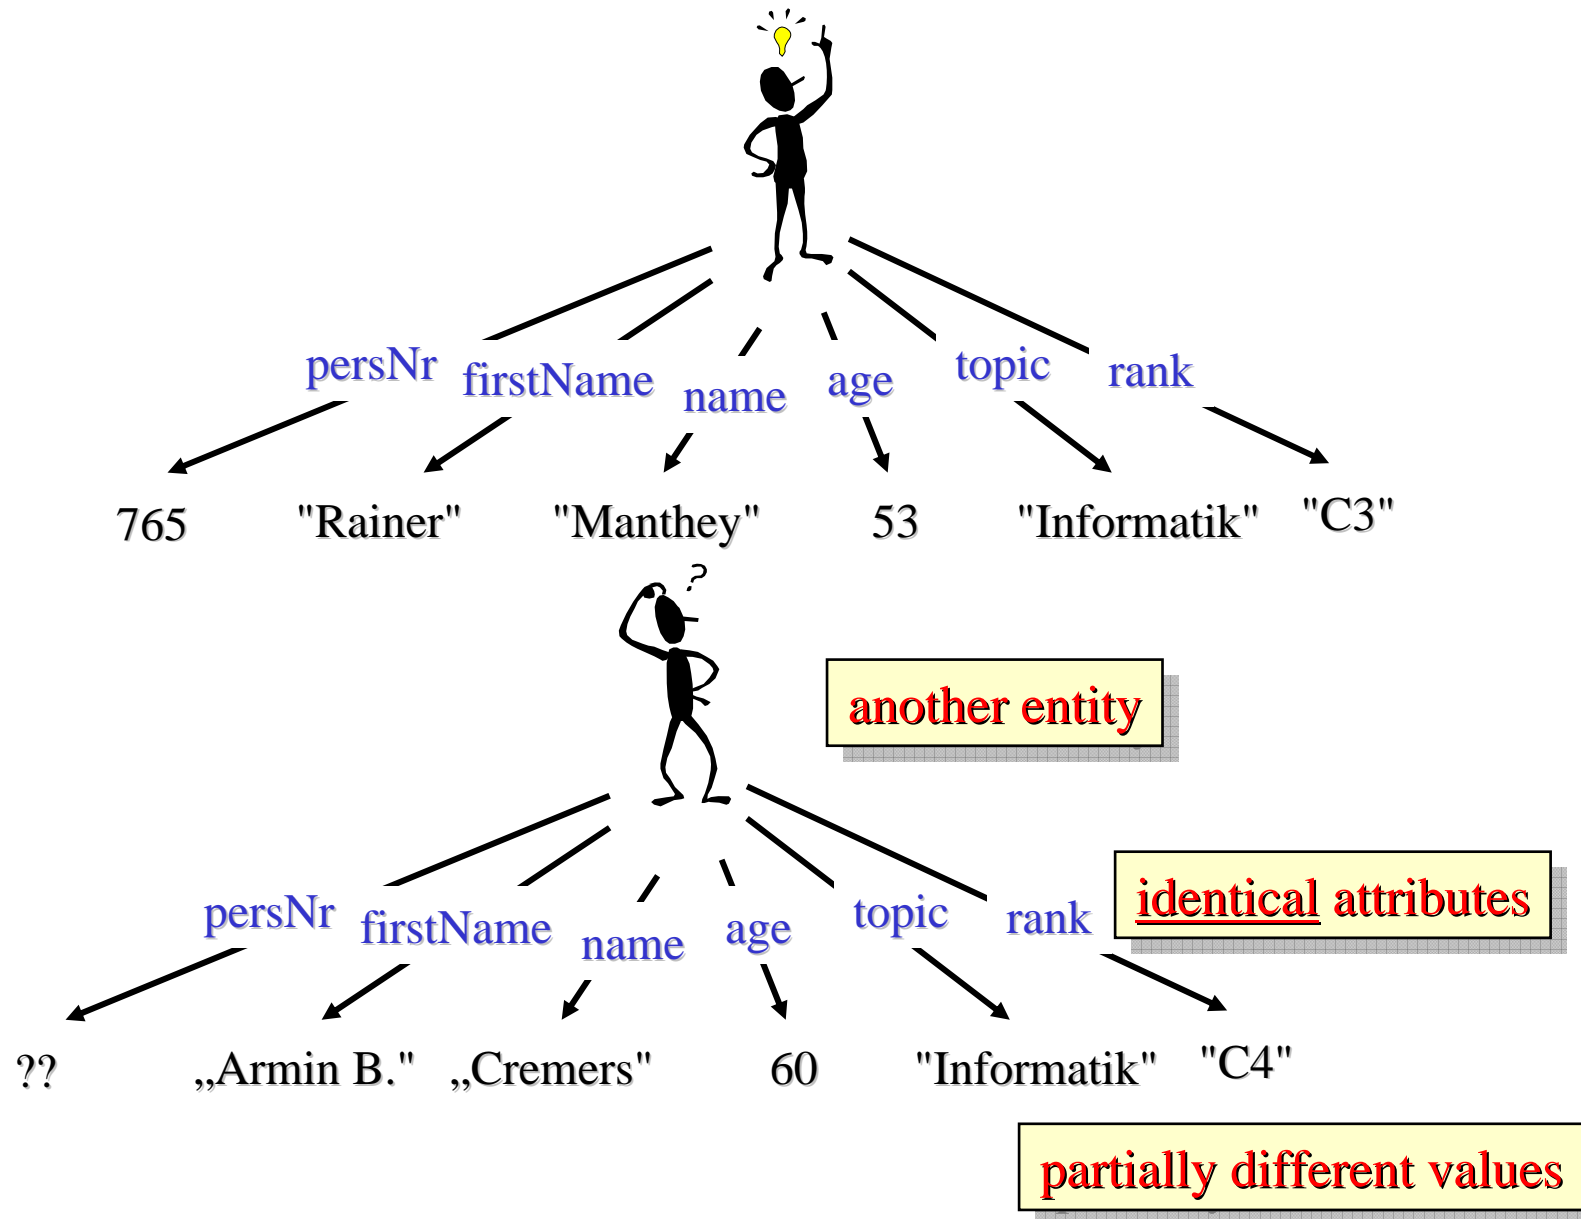 persNr firstName name age topic rank
765 "Rainer" "Manthey" 53 "Informatik" "C3"
?
another entity
identical attributes
persNr firstName name age topic rank
?? „Armin B." „Cremers" 60 "Informatik" "C4"
partially different values